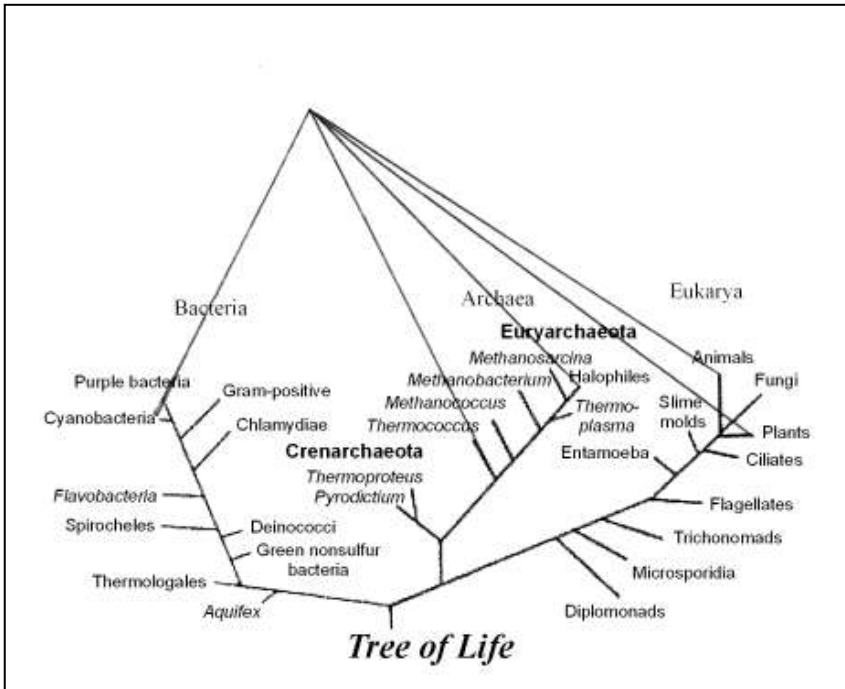 Bacteria
Archaea
Eukarya
Euryarchaeota
Methanosarcina
Methanobacterium
Methanococcus
Thermococcus
Halophiles
Thermo-
plasma
Animals
Fungi
Slime
molds
Plants
Ciliates
Entamoeba
Flagellates
Trichonomads
Microsporidia
Diplomonads
Crenarchaeota
Thermoproteus
Pyrodictium
Purple bacteria
Cyanobacteria
Gram-positive
Chlamydiae
Flavobacteria
Spirocheles
Deinococci
Green nonsulfur
bacteria
Thermologales
Aquifex
Tree of Life